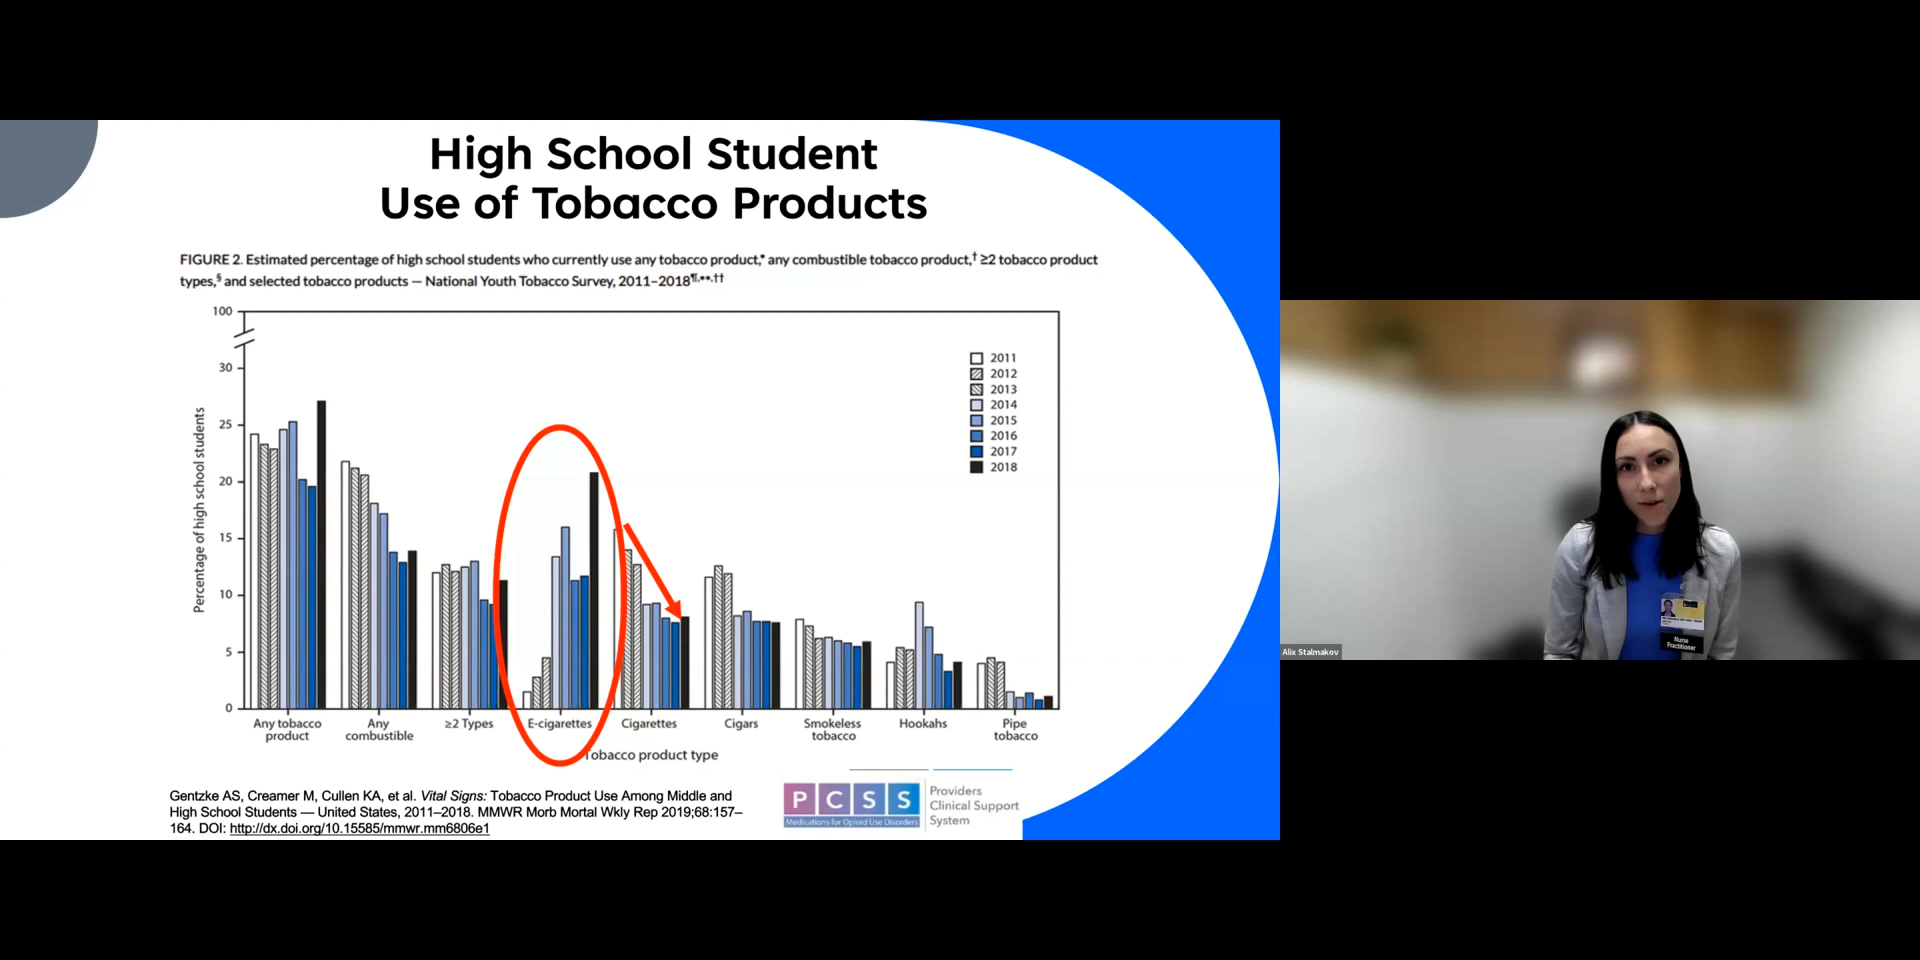 High School Student
Use of Tobacco Products
FIGURE 2. Estimated percentage of high school students who currently use any tobacco product,* any combustible tobacco product,† ≥2 tobacco product
types,§ and selected tobacco products — National Youth Tobacco Survey, 2011–2018¶,**,††
100
30
25
20
15
10
5
0
Percentage of high school students
2011
2012
2013
2014
2015
2016
2017
2018
Any tobacco
product
Any
combustible
≥2 Types
E-cigarettes
Cigarettes
Cigars
Smokeless
tobacco
Hookahs
Pipe
tobacco
Tobacco product type
Gentzke AS, Creamer M, Cullen KA, et al. Vital Signs: Tobacco Product Use Among Middle and
High School Students — United States, 2011–2018. MMWR Morb Mortal Wkly Rep 2019;68:157–
164. DOI: http://dx.doi.org/10.15585/mmwr.mm6806e1
PCSS
Medications for Opioid Use Disorders
Providers
Clinical Support
System
Nurse
Practitioner
Alix Stalmakov